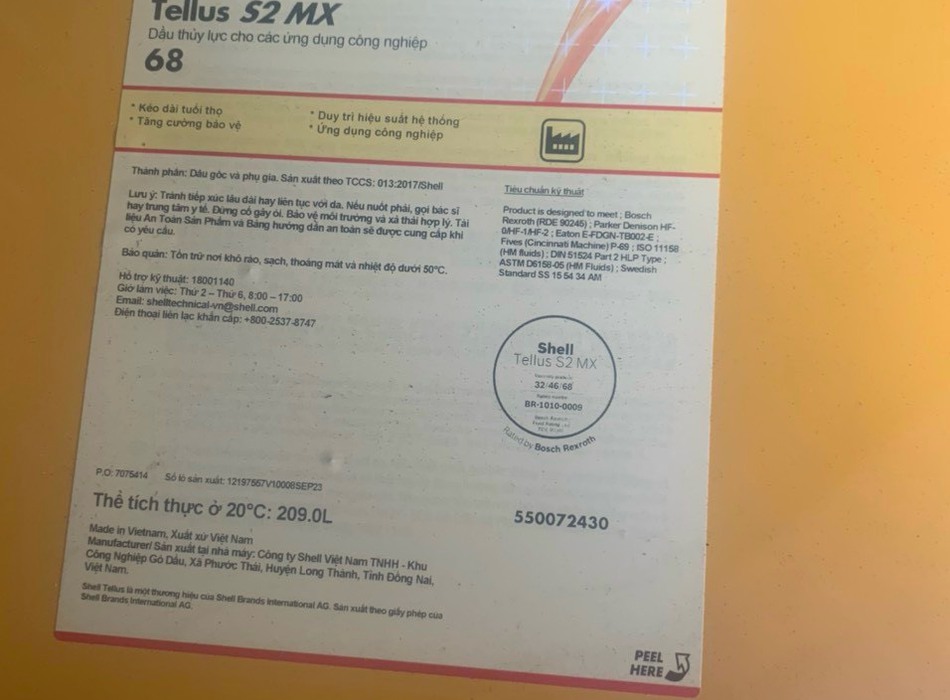 Tellus S2 MX
Dầu thủy lực cho các ứng dụng công nghiệp
68
* Kéo dài tuổi thọ
* Tăng cường bảo vệ
* Duy trì hiệu suất hệ thống
* Ứng dụng công nghiệp
Thành phần: Dầu gốc và phụ gia. Sản xuất theo TCCS: 013:2017/Shell
Lưu ý: Tránh tiếp xúc lâu dài hay liên tục với da. Nếu nuốt phải, gọi bác sĩ
hay trung tâm y tế. Đừng cố gây ói. Bảo vệ môi trường và xả thải hợp lý. Tài
liệu An Toàn Sản Phẩm và Bảng hướng dẫn an toàn sẽ được cung cấp khi
có yêu cầu.
Bảo quản: Tồn trữ nơi khô ráo, sạch, thoáng mát và nhiệt độ dưới 50°C.
Hỗ trợ kỹ thuật: 18001140
Giờ làm việc: Thứ 2 – Thứ 6, 8:00 – 17:00
Email: shelltechnical-vn@shell.com
Điện thoại liên lạc khẩn cấp: +800-2537-8747
Tiêu chuẩn kỹ thuật
Product is designed to meet ; Bosch
Rexroth (RDE 90245) ; Parker Denison HF-
0/HF-1/HF-2 ; Eaton E-FDGN-TB002-E ;
Fives (Cincinnati Machine) P-69 ; ISO 11158
(HM fluids) ; DIN 51524 Part 2 HLP Type ;
ASTM D6158-05 (HM Fluids) ; Swedish
Standard SS 15 54 34 AM
Shell
Tellus S2 MX
32/46/68
BR-1010-0009
Rated by Bosch Rexroth
P.O: 7075414 Số lô sản xuất: 12197567V10008SEP23
Thể tích thực ở 20°C: 209.0L
550072430
Made in Vietnam, Xuất xứ Việt Nam
Manufacturer/ Sản xuất tại nhà máy: Công ty Shell Việt Nam TNHH - Khu
Công Nghiệp Gò Dầu, Xã Phước Thái, Huyện Long Thành, Tỉnh Đồng Nai,
Việt Nam.
Shell Tellus là một thương hiệu của Shell Brands International AG. Sản xuất theo giấy phép của
Shell Brands International AG.
PEEL
HERE